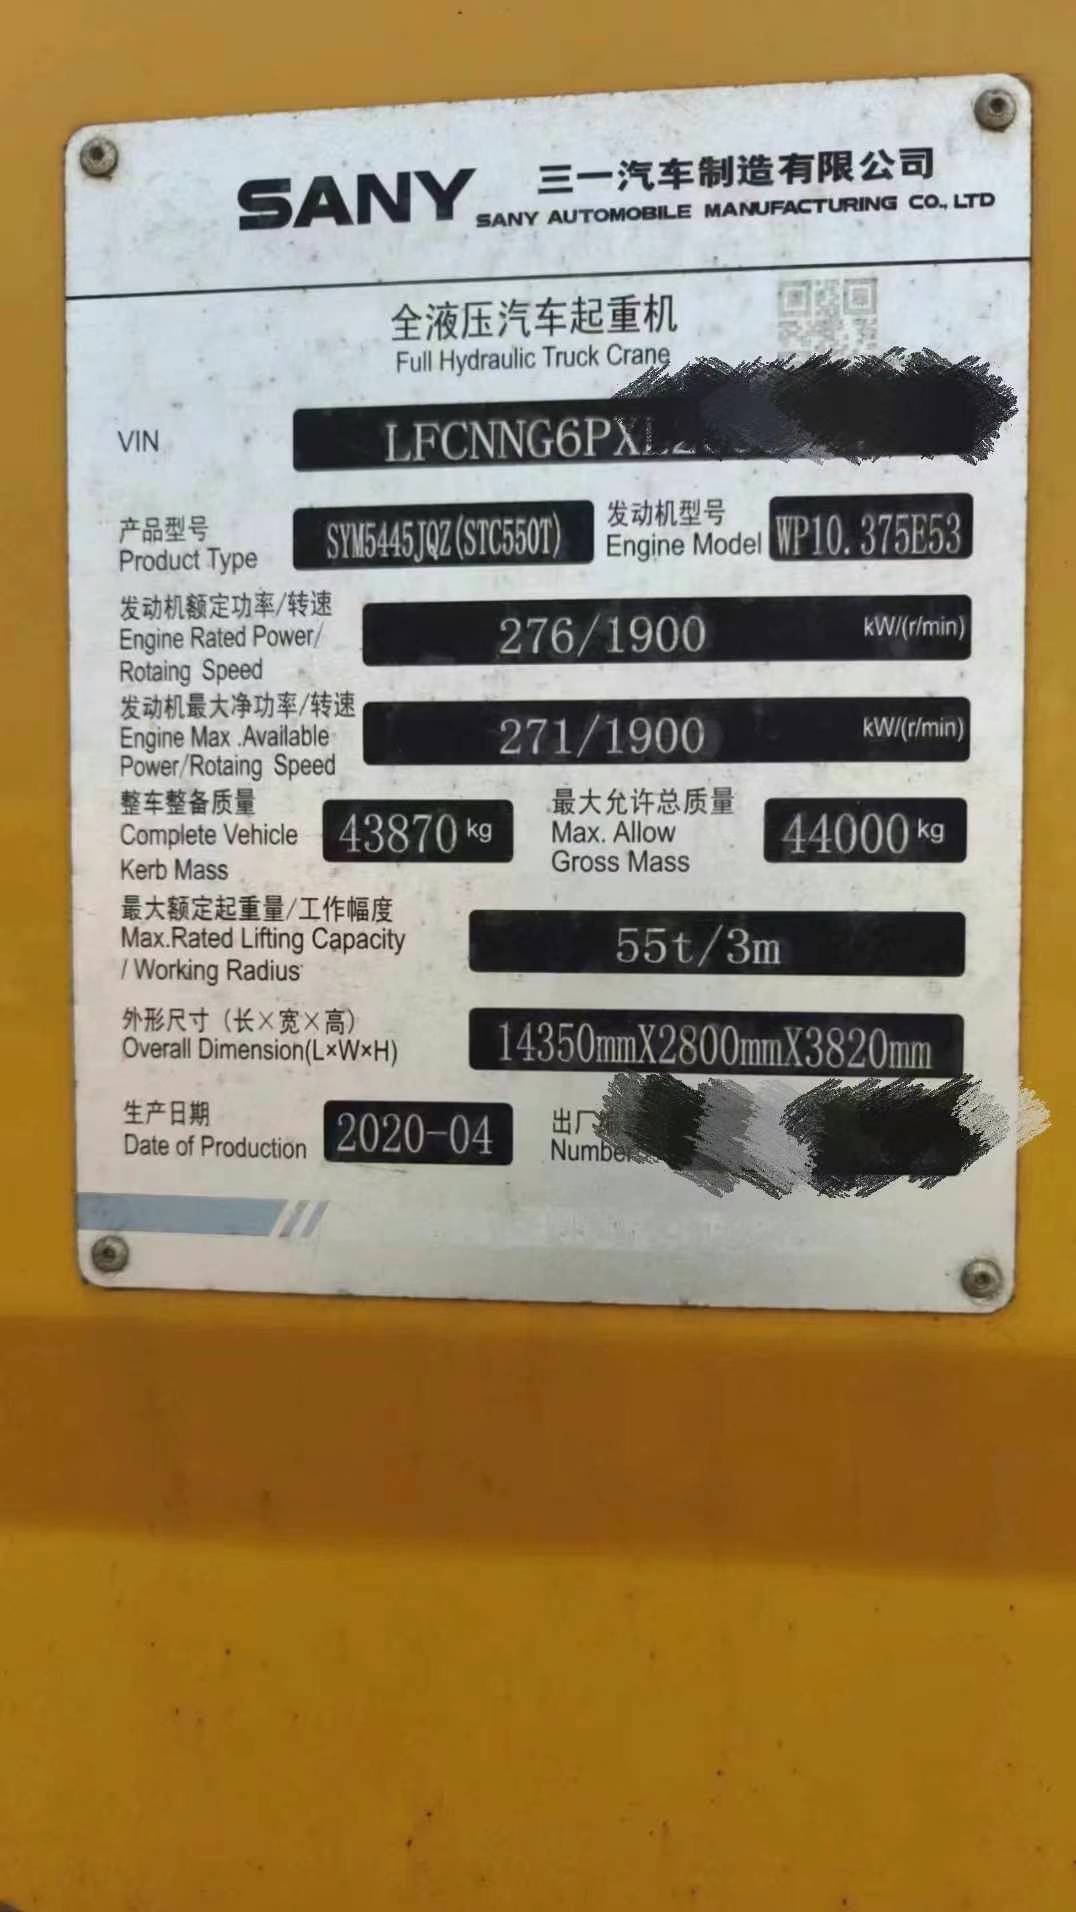 SANY 三一汽车制造有限公司
SANY AUTOMOBILE MANUFACTURING CO., LTD
全液压汽车起重机
Full Hydraulic Truck Crane
VIN LFCNNG6PX
产品型号 SYM5445JQZ(STC550T) 发动机型号 WP10.375E53
Product Type Engine Model
发动机额定功率/转速
Engine Rated Power/ 276/1900 kW/(r/min)
Rotaing Speed
发动机最大净功率/转速
Engine Max .Available 271/1900 kW/(r/min)
Power/Rotaing Speed
整车整备质量 最大允许总质量
Complete Vehicle 43870 kg Max. Allow 44000 kg
Kerb Mass Gross Mass
最大额定起重量/工作幅度
Max.Rated Lifting Capacity 55t/3m
/ Working Radius
外形尺寸（长×宽×高）
Overall Dimension(L×W×H) 14350mmX2800mmX3820mm
生产日期 2020-04 出厂
Date of Production Number